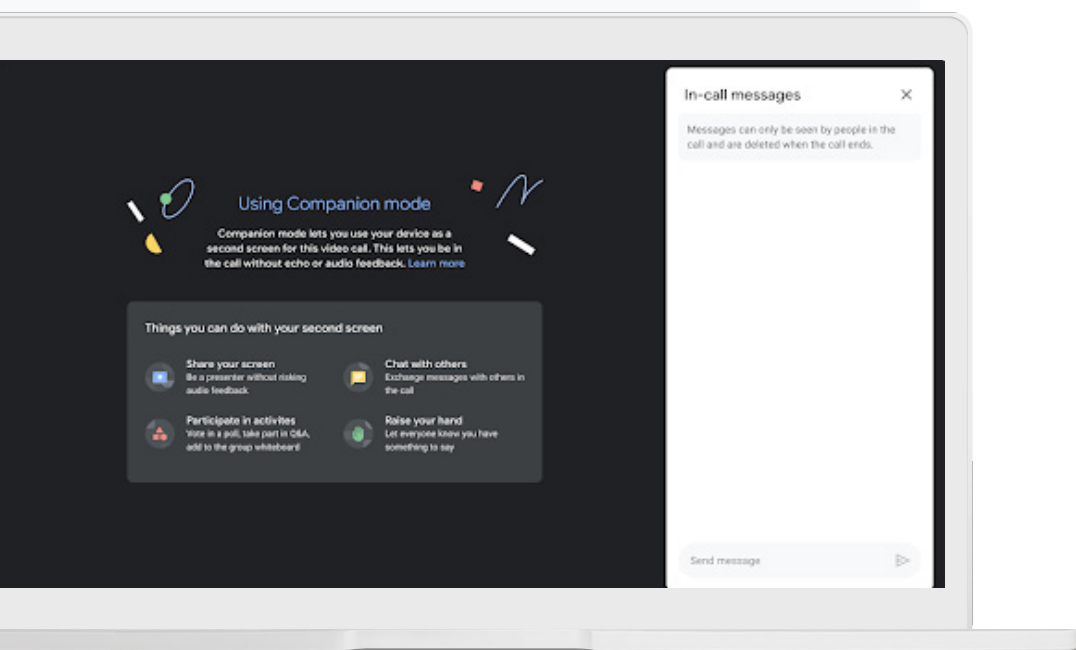 Using Companion mode
Companion mode lets you use your device as a
second screen for this video call. This lets you be in
the call without echo or audio feedback. Learn more
Things you can do with your second screen
Share your screen
Be a presenter without risking
audio feedback
Chat with others
Exchange messages with others in
the call
Participate in activites
Vote in a poll, take part in Q&A,
add to the group whiteboard
Raise your hand
Let everyone know you have
something to say
In-call messages
Messages can only be seen by people in the
call and are deleted when the call ends.
Send message